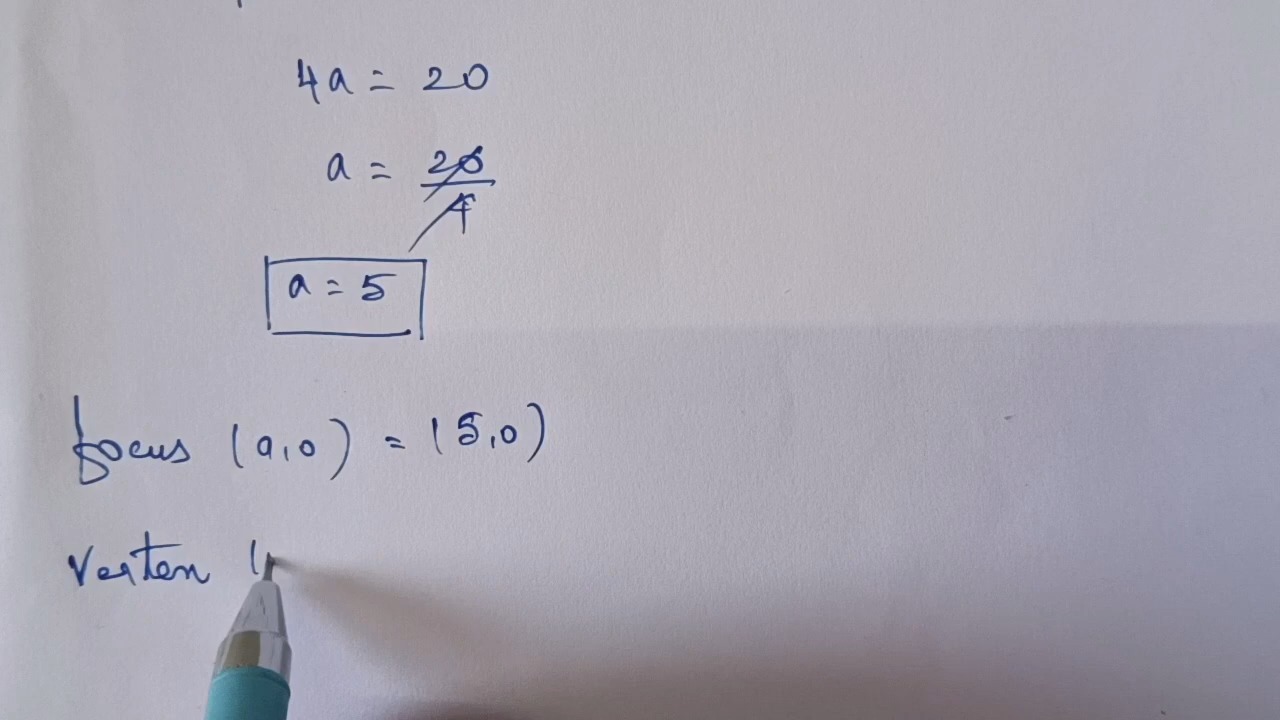 4a = 20
a = 20/4
a = 5
focus (a,0) = (5,0)
Vertex (